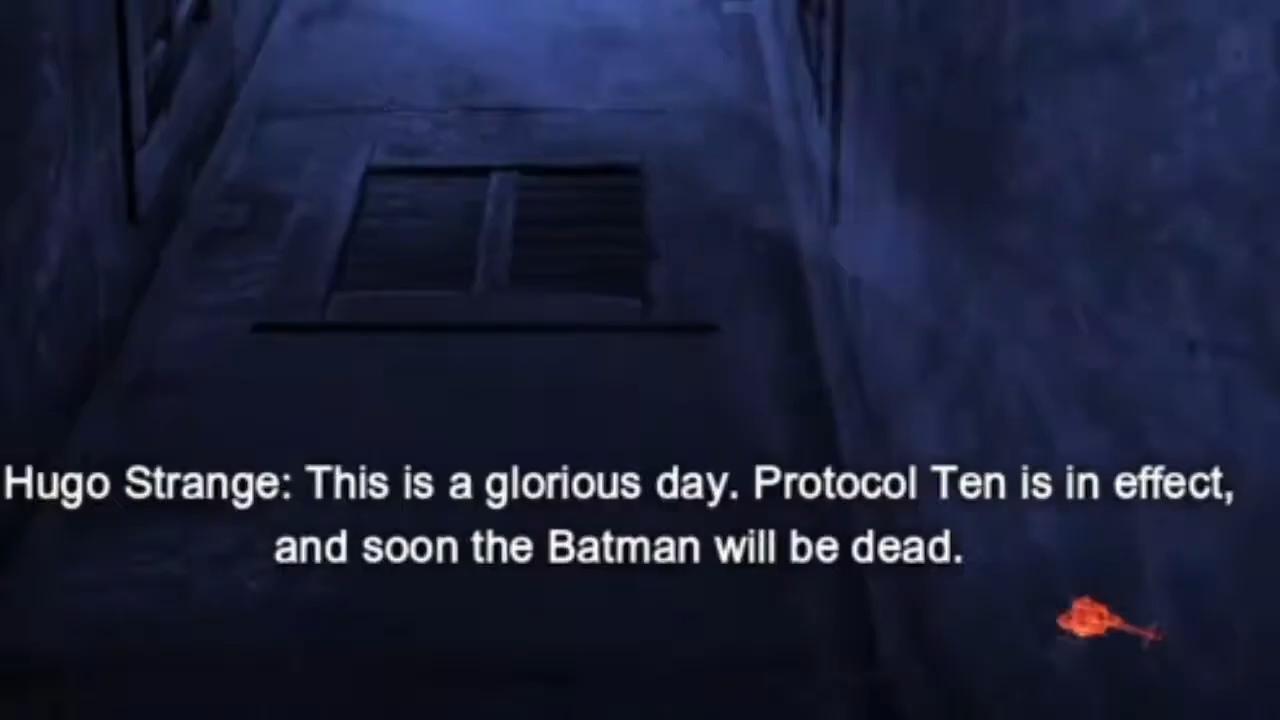 Hugo Strange: This is a glorious day. Protocol Ten is in effect,
and soon the Batman will be dead.